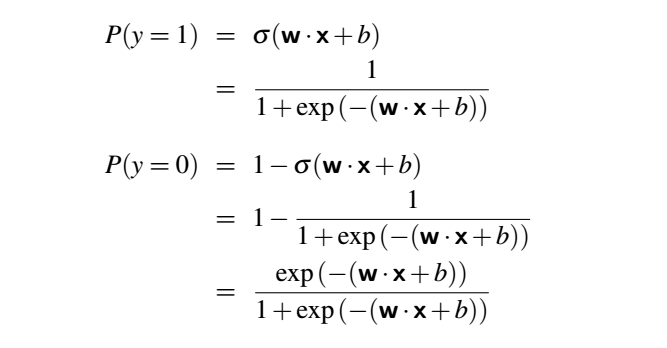 P(y = 1) = σ(w · x + b)
= 1 / (1 + exp(−(w · x + b)))
P(y = 0) = 1 − σ(w · x + b)
= 1 − 1 / (1 + exp(−(w · x + b)))
= exp(−(w · x + b)) / (1 + exp(−(w · x + b)))